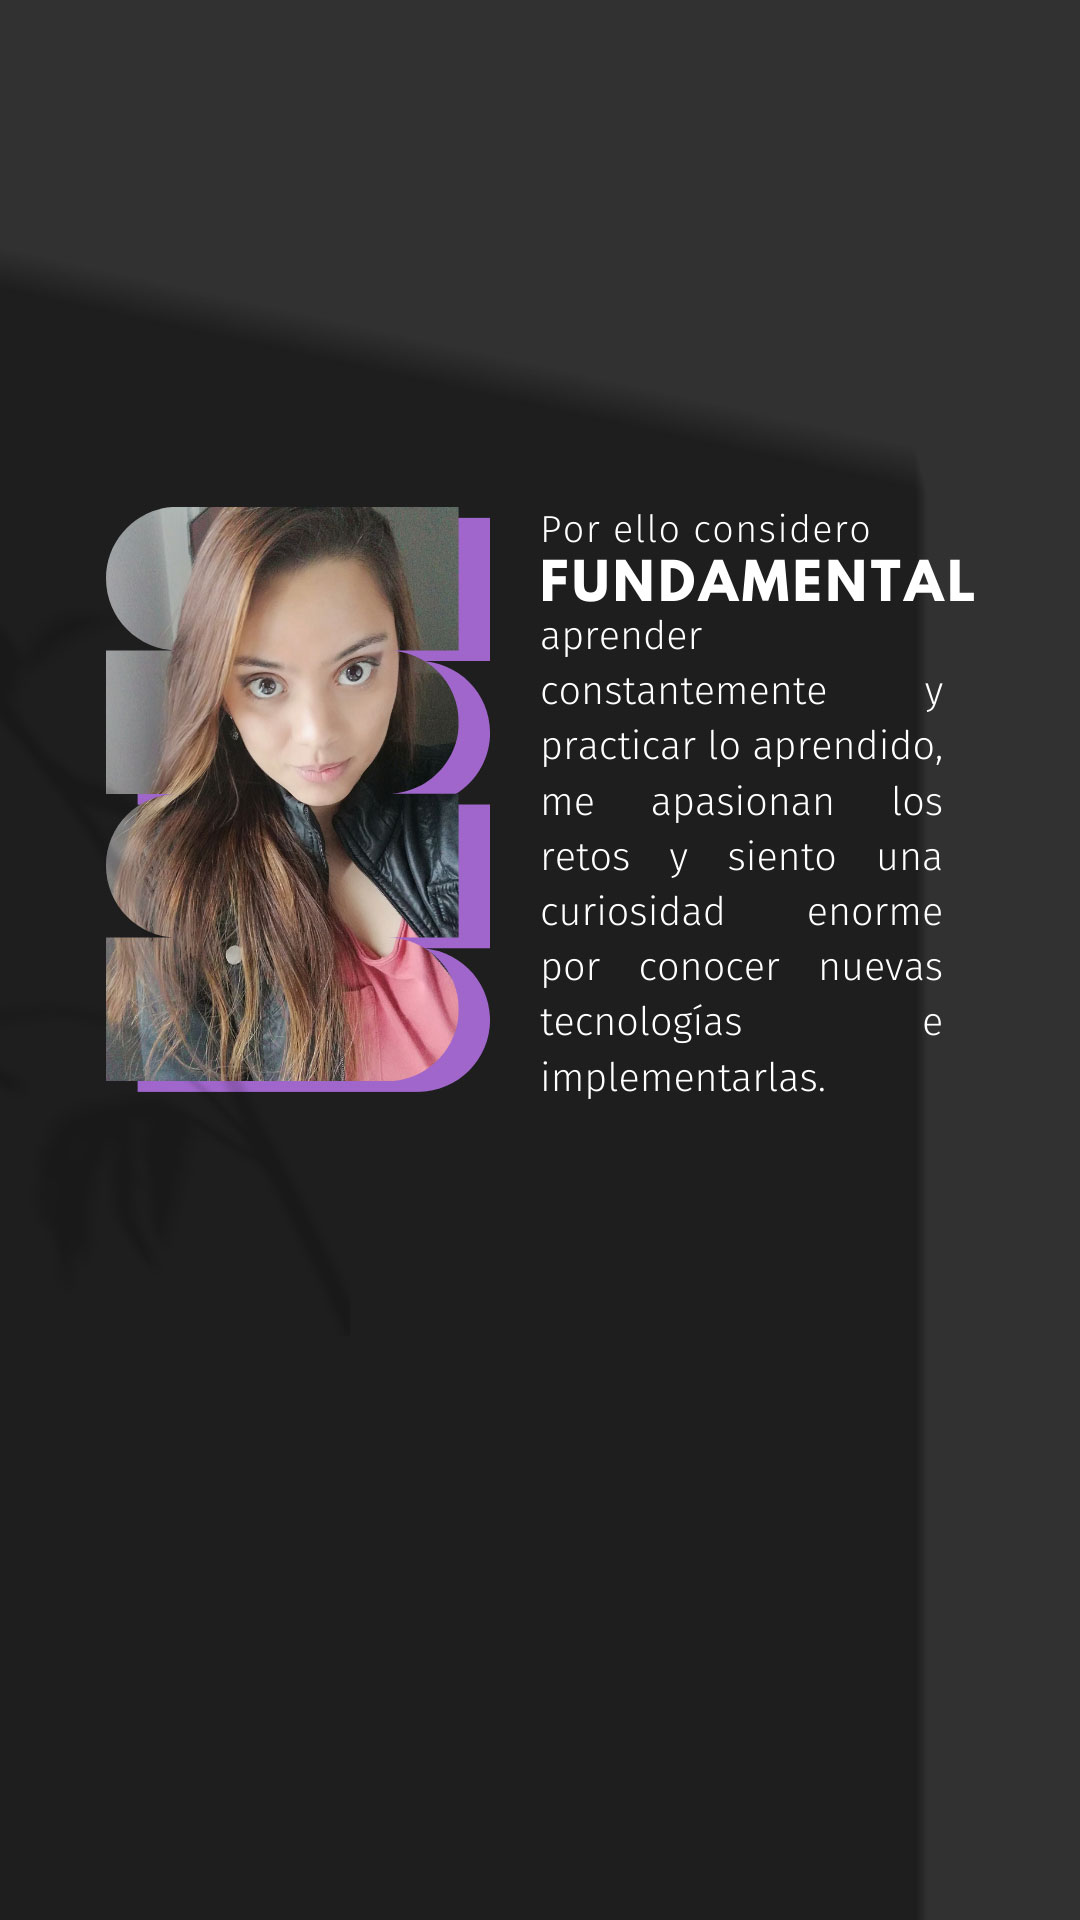 Por ello considero
FUNDAMENTAL
aprender
constantemente y
practicar lo aprendido,
me apasionan los
retos y siento una
curiosidad enorme
por conocer nuevas
tecnologías e
implementarlas.